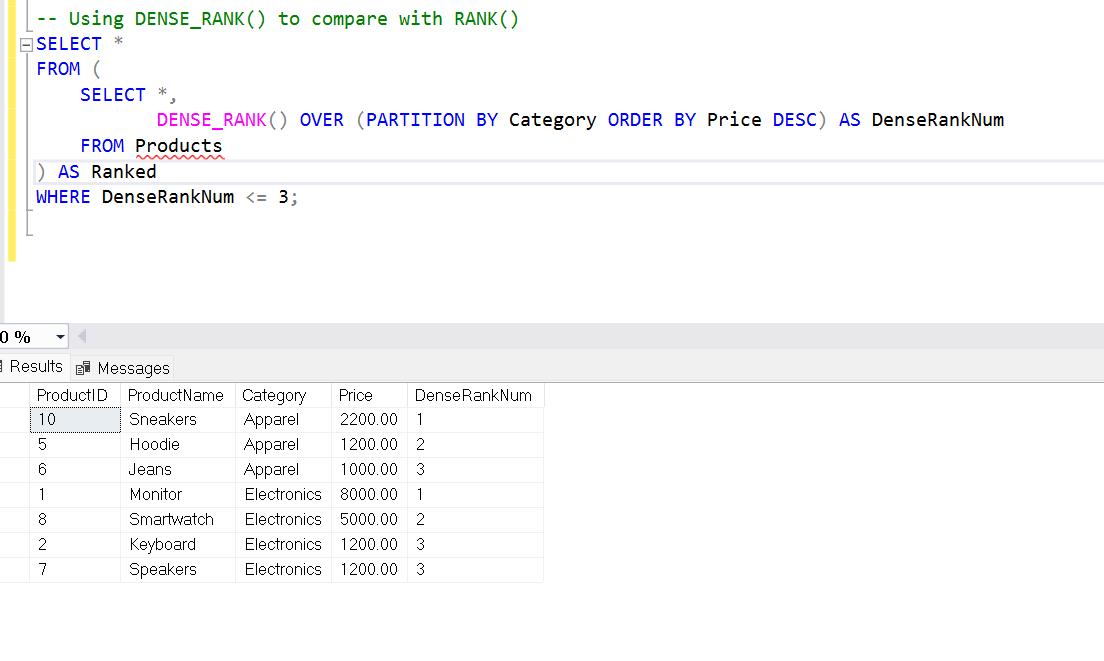 -- Using DENSE_RANK() to compare with RANK()
SELECT *
FROM (
SELECT *,
DENSE_RANK() OVER (PARTITION BY Category ORDER BY Price DESC) AS DenseRankNum
FROM Products
) AS Ranked
WHERE DenseRankNum <= 3;
0 %
Results Messages
ProductID ProductName Category Price DenseRankNum
10 Sneakers Apparel 2200.00 1
5 Hoodie Apparel 1200.00 2
6 Jeans Apparel 1000.00 3
1 Monitor Electronics 8000.00 1
8 Smartwatch Electronics 5000.00 2
2 Keyboard Electronics 1200.00 3
7 Speakers Electronics 1200.00 3